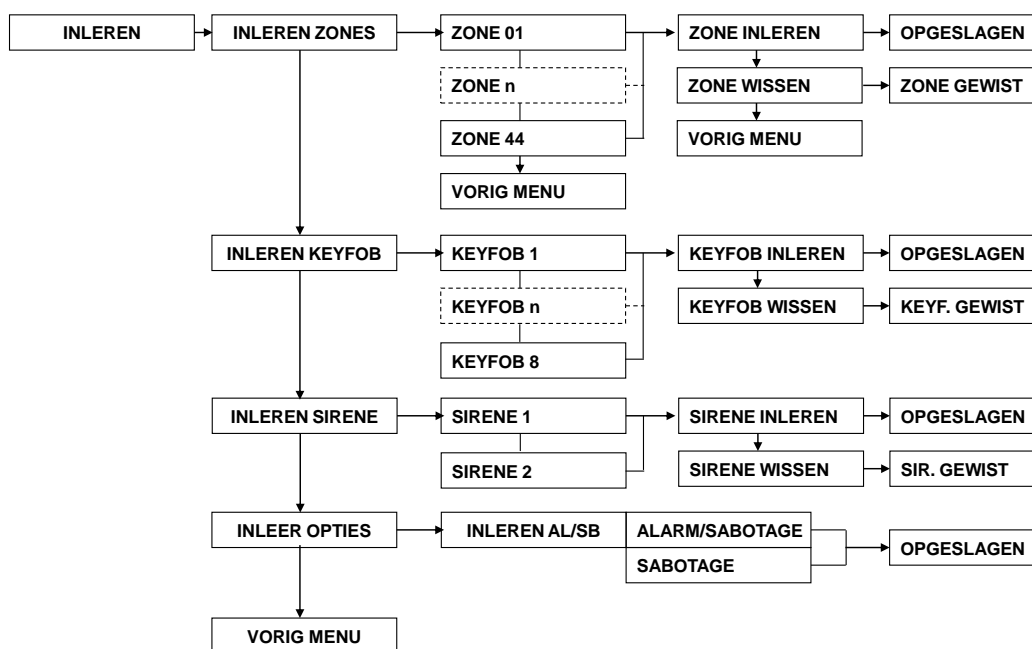 INLEREN
INLEREN ZONES
ZONE 01
ZONE INLEREN
OPGESLAGEN
ZONE n
ZONE WISSEN
ZONE GEWIST
ZONE 44
VORIG MENU
VORIG MENU
INLEREN KEYFOB
KEYFOB 1
KEYFOB INLEREN
OPGESLAGEN
KEYFOB n
KEYFOB WISSEN
KEYF. GEWIST
KEYFOB 8
INLEREN SIRENE
SIRENE 1
SIRENE INLEREN
OPGESLAGEN
SIRENE 2
SIRENE WISSEN
SIR. GEWIST
INLEER OPTIES
INLEREN AL/SB
ALARM/SABOTAGE
OPGESLAGEN
SABOTAGE
VORIG MENU